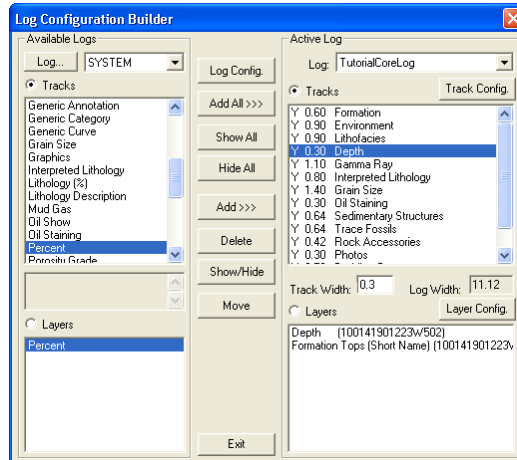 Log Configuration Builder
Available Logs
Log...
SYSTEM
Tracks
Generic Annotation
Generic Category
Generic Curve
Grain Size
Graphics
Interpreted Lithology
Lithology (%)
Lithology Description
Mud Gas
Oil Show
Oil Staining
Percent
Porosity Grade
Layers
Percent
Log Config.
Add All >>>
Show All
Hide All
Add >>>
Delete
Show/Hide
Move
Exit
Active Log
Log: TutorialCoreLog
Tracks
Track Config.
Y 0.60 Formation
Y 0.90 Environment
Y 0.90 Lithofacies
Y 0.30 Depth
Y 1.10 Gamma Ray
Y 0.80 Interpreted Lithology
Y 1.40 Grain Size
Y 0.30 Oil Staining
Y 0.64 Sedimentary Structures
Y 0.64 Trace Fossils
Y 0.42 Rock Accessories
Y 0.30 Photos
Track Width: 0.3
Log Width: 11.12
Layers
Layer Config.
Depth (100141901223W502)
Formation Tops (Short Name) (100141901223W